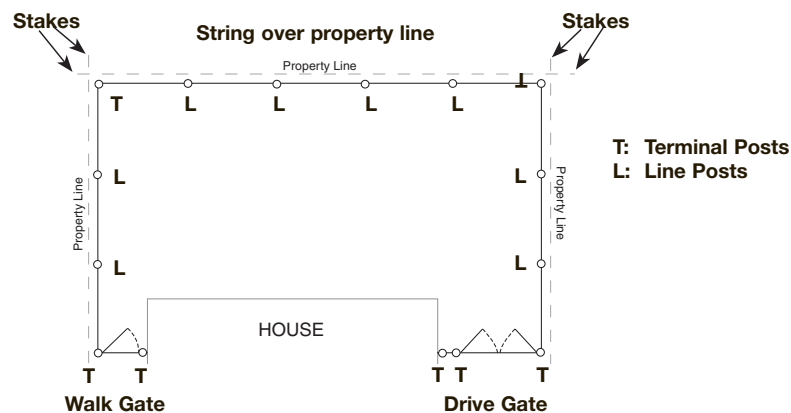 Stakes
String over property line
Stakes
Property Line
T
L
L
L
L
T
T: Terminal Posts
L: Line Posts
L
L
Property Line
Property Line
L
L
HOUSE
T
T
T
T
T
Walk Gate
Drive Gate